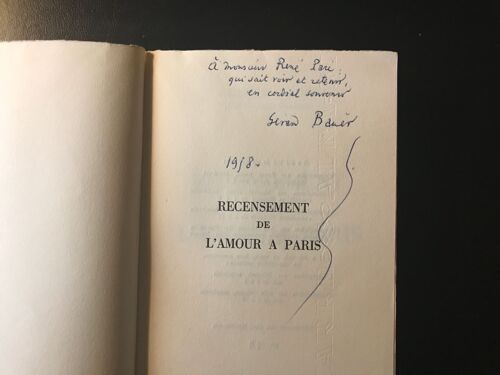 À monsieur René Pari
qui sait voir et retenir,
en cordial souvenir
Gérard Bauër
1958.
RECENSEMENT
DE
L'AMOUR A PARIS